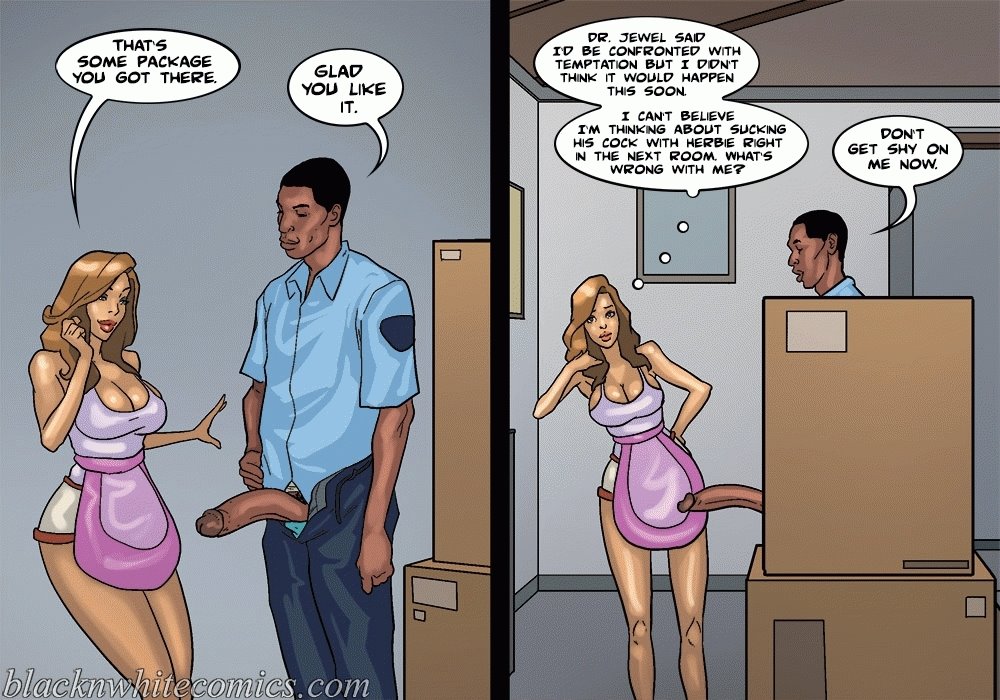 THAT'S
SOME PACKAGE
YOU GOT THERE.
GLAD
YOU LIKE
IT.
DR. JEWEL SAID
I'D BE CONFRONTED WITH
TEMPTATION BUT I DIDN'T
THINK IT WOULD HAPPEN
THIS SOON.
I CAN'T BELIEVE
I'M THINKING ABOUT SUCKING
HIS COCK WITH HERBIE RIGHT
IN THE NEXT ROOM. WHAT'S
WRONG WITH ME?
DON'T
GET SHY ON
ME NOW.
blacknwhitecomics.com